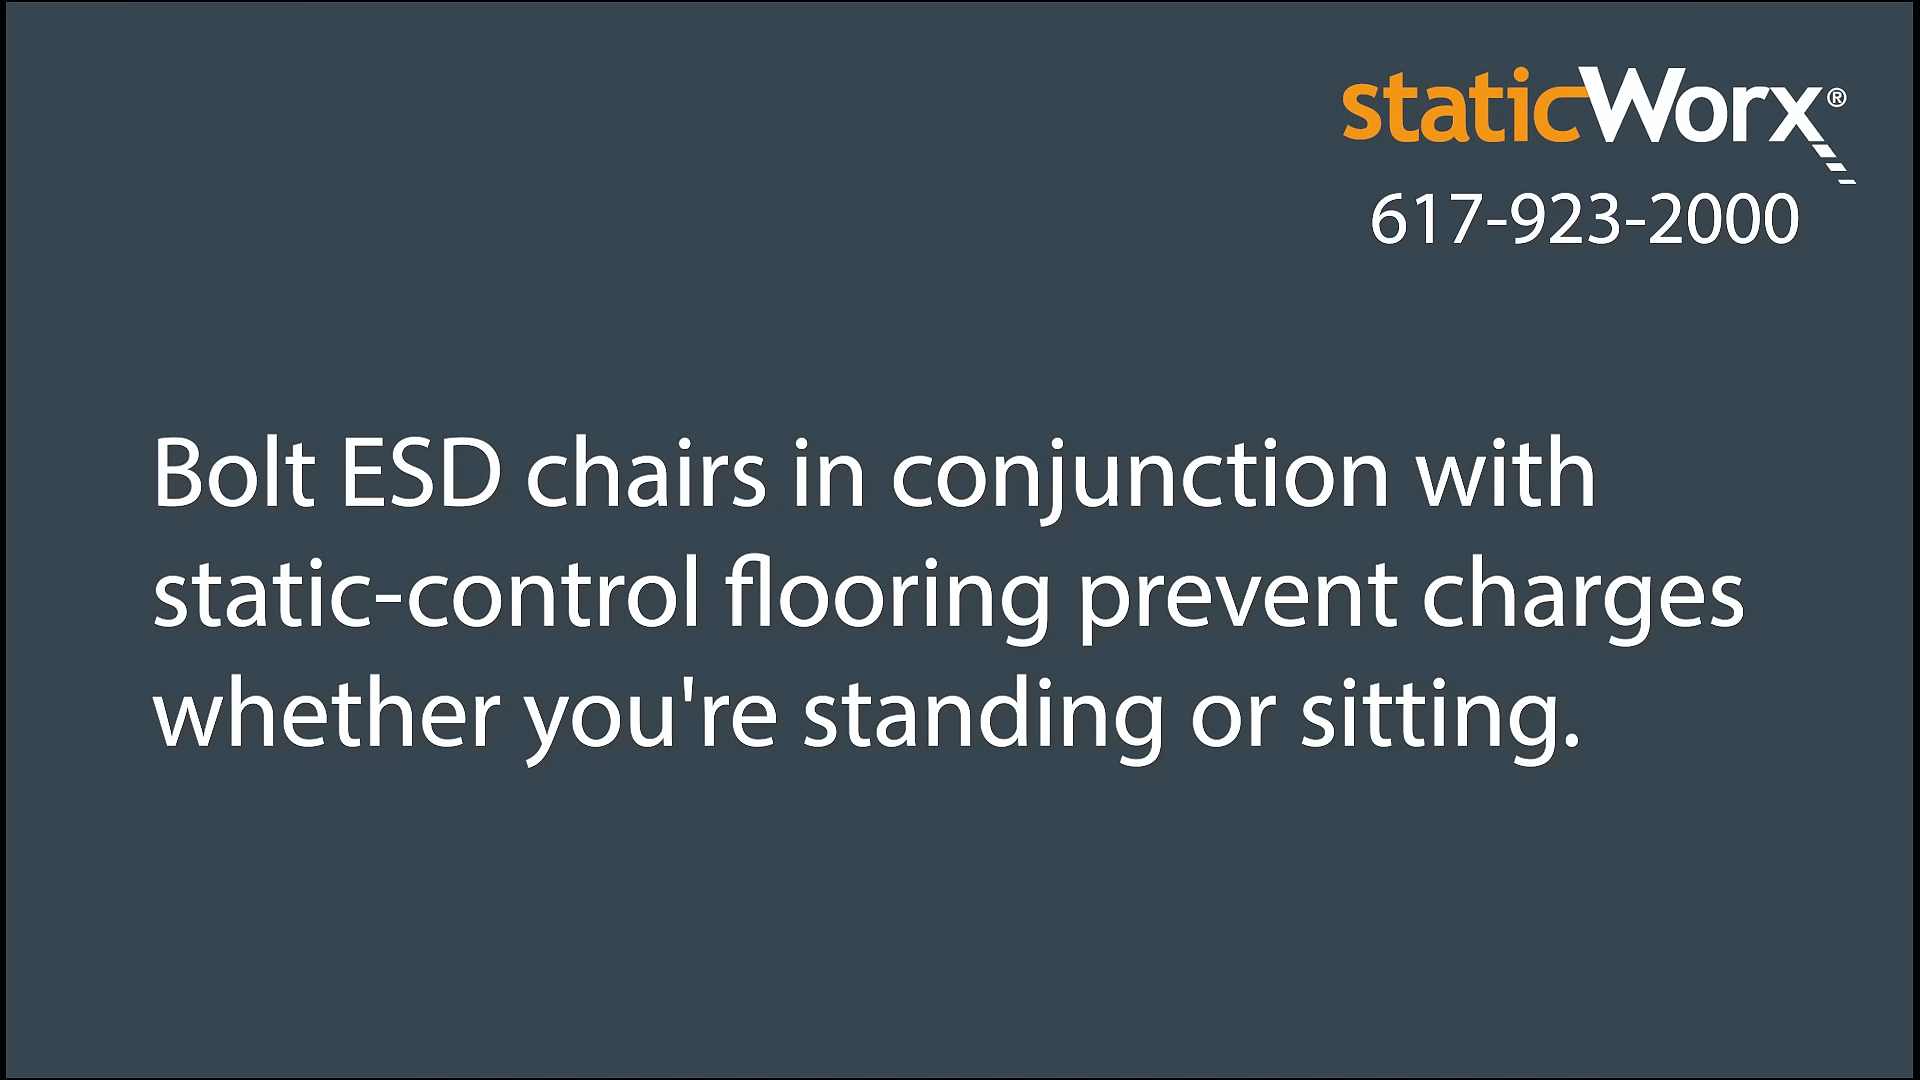 staticWorx®
617-923-2000
Bolt ESD chairs in conjunction with
static-control flooring prevent charges
whether you're standing or sitting.